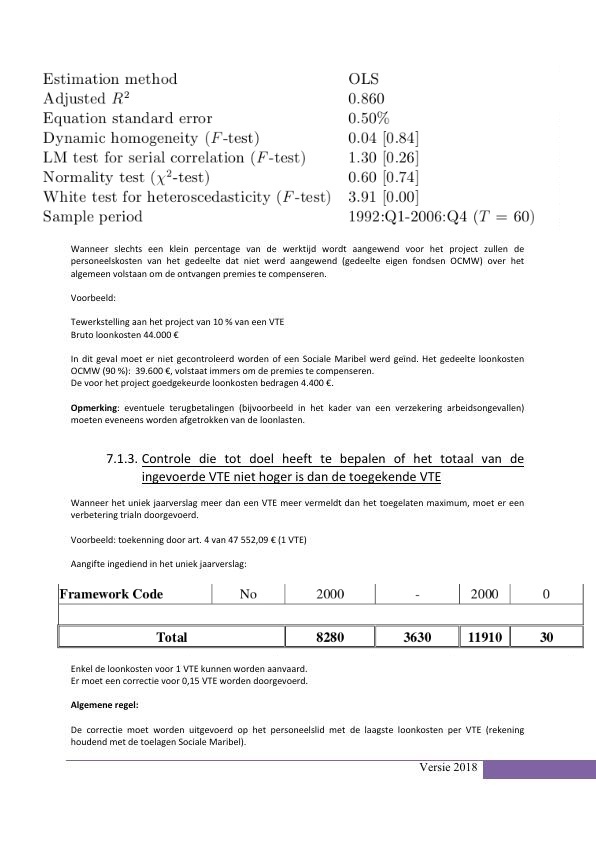 Estimation method OLS
Adjusted R² 0.860
Equation standard error 0.50%
Dynamic homogeneity (F-test) 0.04 [0.84]
LM test for serial correlation (F-test) 1.30 [0.26]
Normality test (χ²-test) 0.60 [0.74]
White test for heteroscedasticity (F-test) 3.91 [0.00]
Sample period 1992:Q1-2006:Q4 (T = 60)
Wanneer slechts een klein percentage van de werktijd wordt aangewend voor het project zullen de
personeelskosten van het gedeelte dat niet werd aangewend (gedeelte eigen fondsen OCMW) over het
algemeen volstaan om de ontvangen premies te compenseren.
Voorbeeld:
Tewerkstelling aan het project van 10 % van een VTE
Bruto loonkosten 44.000 €
In dit geval moet er niet gecontroleerd worden of een Sociale Maribel werd geïnd. Het gedeelte loonkosten
OCMW (90 %): 39.600 €, volstaat immers om de premies te compenseren.
De voor het project goedgekeurde loonkosten bedragen 4.400 €.
Opmerking: eventuele terugbetalingen (bijvoorbeeld in het kader van een verzekering arbeidsongevallen)
moeten eveneens worden afgetrokken van de loonlasten.
7.1.3. Controle die tot doel heeft te bepalen of het totaal van de
ingevoerde VTE niet hoger is dan de toegekende VTE
Wanneer het uniek jaarverslag meer dan een VTE meer vermeldt dan het toegelaten maximum, moet er een
verbetering trialn doorgevoerd.
Voorbeeld: toekenning door art. 4 van 47 552,09 € (1 VTE)
Aangifte ingediend in het uniek jaarverslag:
Framework Code No 2000 - 2000 0
Total 8280 3630 11910 30
Enkel de loonkosten voor 1 VTE kunnen worden aanvaard.
Er moet een correctie voor 0,15 VTE worden doorgevoerd.
Algemene regel:
De correctie moet worden uitgevoerd op het personeelslid met de laagste loonkosten per VTE (rekening
houdend met de toelagen Sociale Maribel).
Versie 2018